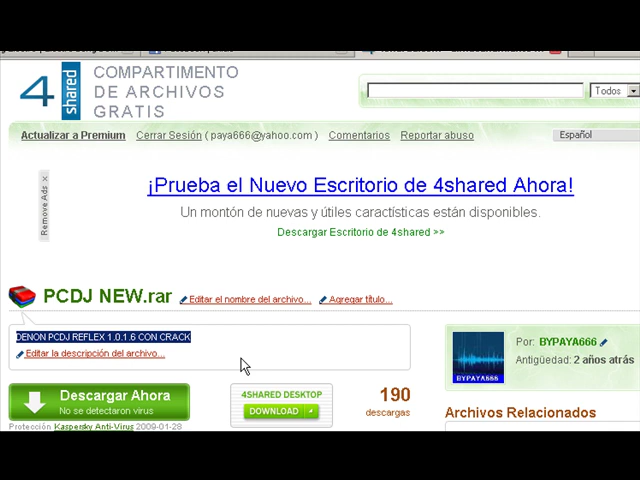 4 shared
COMPARTIMENTO
DE ARCHIVOS
GRATIS
Todos
Actualizar a Premium Cerrar Sesión ( paya666@yahoo.com ) Comentarios Reportar abuso Español
Remove Ads x
¡Prueba el Nuevo Escritorio de 4shared Ahora!
Un montón de nuevas y útiles caractísticas están disponibles.
Descargar Escritorio de 4shared >>
PCDJ NEW.rar Editar el nombre del archivo... Agregar título...
DENON PCDJ REFLEX 1.0.1.6 CON CRACK
Editar la descripción del archivo...
Por: BYPAYA666
Antigüedad: 2 años atrás
BYPAYA666
Descargar Ahora
No se detectaron virus
4SHARED DESKTOP
DOWNLOAD
190
descargas
Archivos Relacionados
Protección Kaspersky Anti-Virus 2009-01-28